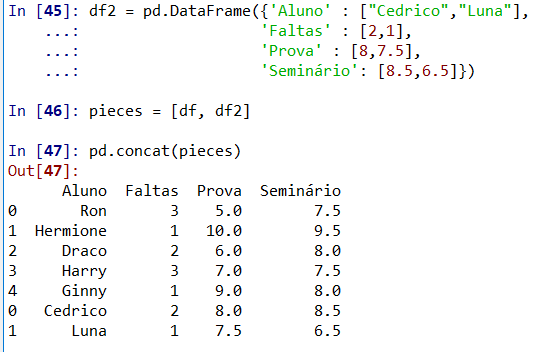 In [45]: df2 = pd.DataFrame({'Aluno' : ["Cedrico","Luna"],
    ...:                     'Faltas' : [2,1],
    ...:                     'Prova' : [8,7.5],
    ...:                     'Seminário': [8.5,6.5]})
In [46]: pieces = [df, df2]
In [47]: pd.concat(pieces)
Out[47]:
      Aluno  Faltas  Prova  Seminário
0       Ron       3    5.0        7.5
1  Hermione       1   10.0        9.5
2     Draco       2    6.0        8.0
3     Harry       3    7.0        7.5
4     Ginny       1    9.0        8.0
0   Cedrico       2    8.0        8.5
1      Luna       1    7.5        6.5